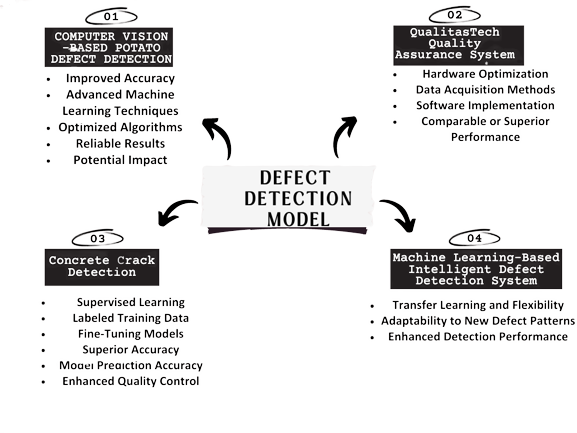 01
COMPUTER VISION
-BASED POTATO
DEFECT DETECTION
• Improved Accuracy
• Advanced Machine
Learning Techniques
• Optimized Algorithms
• Reliable Results
• Potential Impact
02
QualitasTech
Quality
Assurance System
• Hardware Optimization
• Data Acquisition Methods
• Software Implementation
• Comparable or Superior
Performance
DEFECT
DETECTION
MODEL
03
Concrete Crack
Detection
• Supervised Learning
• Labeled Training Data
• Fine-Tuning Models
• Superior Accuracy
• Model Prediction Accuracy
• Enhanced Quality Control
04
Machine Learning-Based
Intelligent Defect
Detection System
• Transfer Learning and Flexibility
• Adaptability to New Defect Patterns
• Enhanced Detection Performance